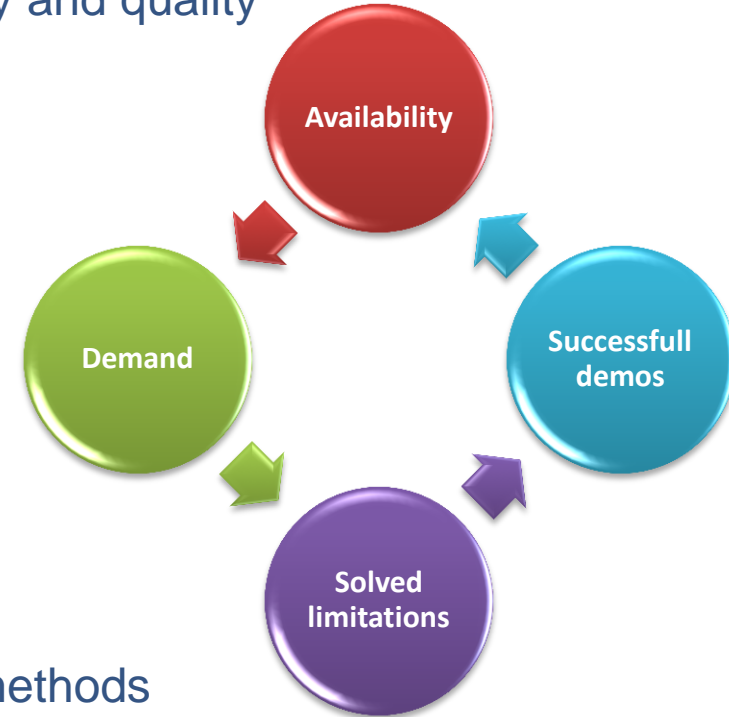 y and quality
Availability
Demand
Successfull
demos
Solved
limitations
nethods